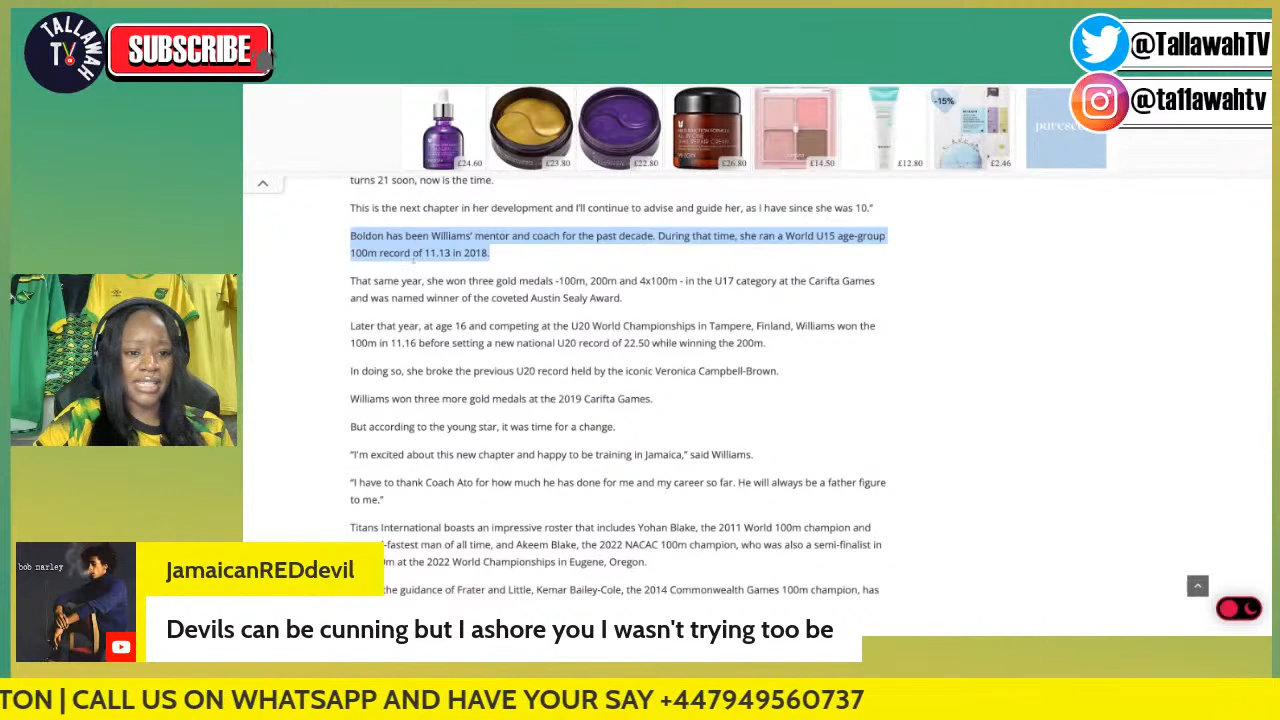 TALLAWAH
TV
SUBSCRIBE
@TallawahTV
@ta11awahtv
£24.60
£23.80
£22.80
£26.80
£14.50
£12.80
-15%
£2.46
turns 21 soon, now is the time.
This is the next chapter in her development and I'll continue to advise and guide her, as i have since she was 10."
Boldon has been Williams' mentor and coach for the past decade. During that time, she ran a World U15 age-group
100m record of 11.13 in 2018.
That same year, she won three gold medals -100m, 200m and 4x100m - in the U17 category at the Carifta Games
and was named winner of the coveted Austin Sealy Award.
Later that year, at age 16 and competing at the U20 World Championships in Tampere, Finland, Williams won the
100m in 11.16 before setting a new national U20 record of 22.50 while winning the 200m.
In doing so, she broke the previous U20 record held by the iconic Veronica Campbell-Brown.
Williams won three more gold medals at the 2019 Carifta Games.
But according to the young star, it was time for a change.
"I'm excited about this new chapter and happy to be training in Jamaica," said Williams.
"I have to thank Coach Ato for how much he has done for me and my career so far. He will always be a father figure
to me."
Titans International boasts an impressive roster that includes Yohan Blake, the 2011 World 100m champion and
-fastest man of all time, and Akeem Blake, the 2022 NACAC 100m champion, who was also a semi-finalist in
at the 2022 World Championships in Eugene, Oregon.
the guidance of Frater and Little, Kemar Bailey-Cole, the 2014 Commonwealth Games 100m champion, has
bob marley
JamaicanREDdevil
Devils can be cunning but I ashore you I wasn't trying too be
TON | CALL US ON WHATSAPP AND HAVE YOUR SAY +447949560737